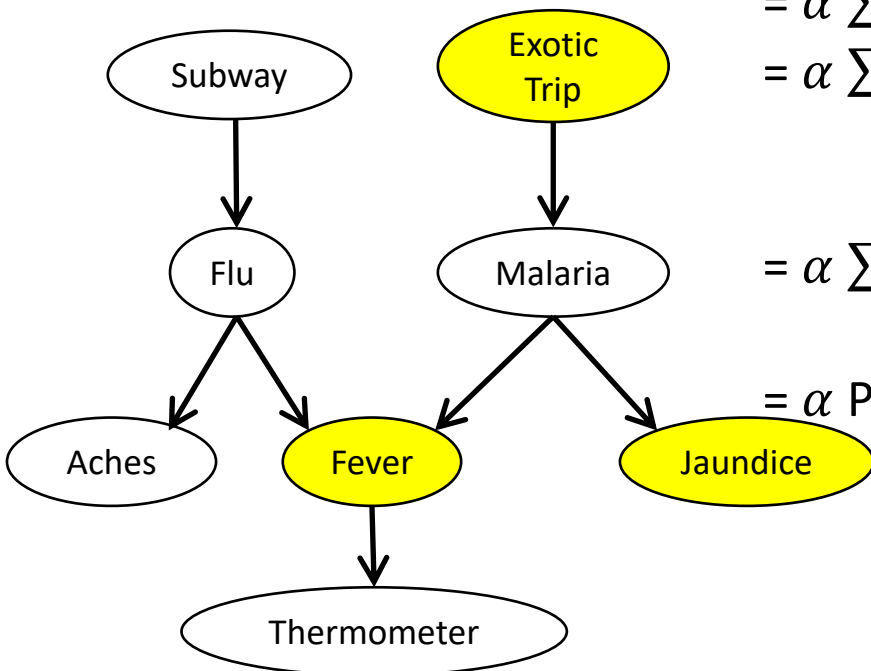 = α ∑
Exotic
Trip
Subway
= α ∑
Flu
Malaria
= α ∑
= α P
Aches
Fever
Jaundice
Thermometer